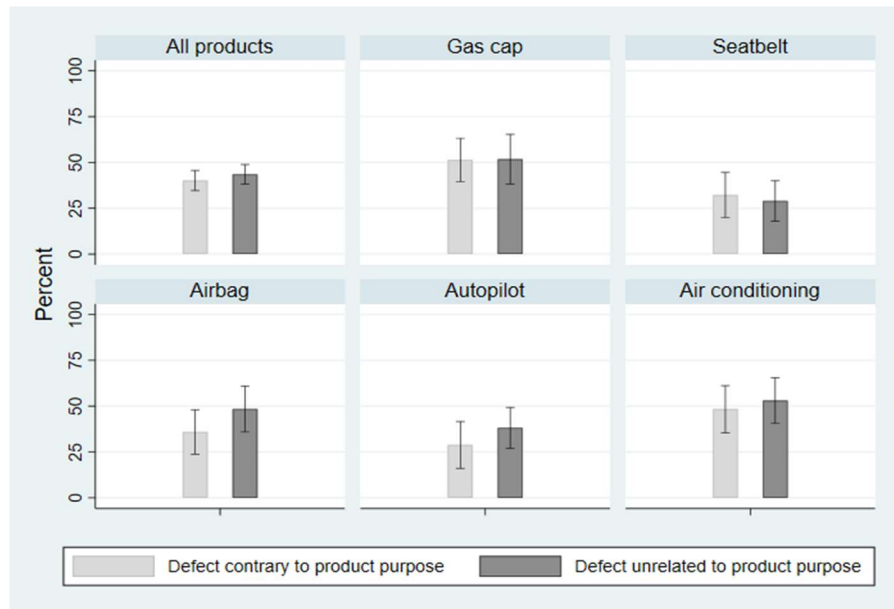 All products
Gas cap
Seatbelt
100
75
50
25
0
Percent
Airbag
Autopilot
Air conditioning
100
75
50
25
0
Defect contrary to product purpose
Defect unrelated to product purpose